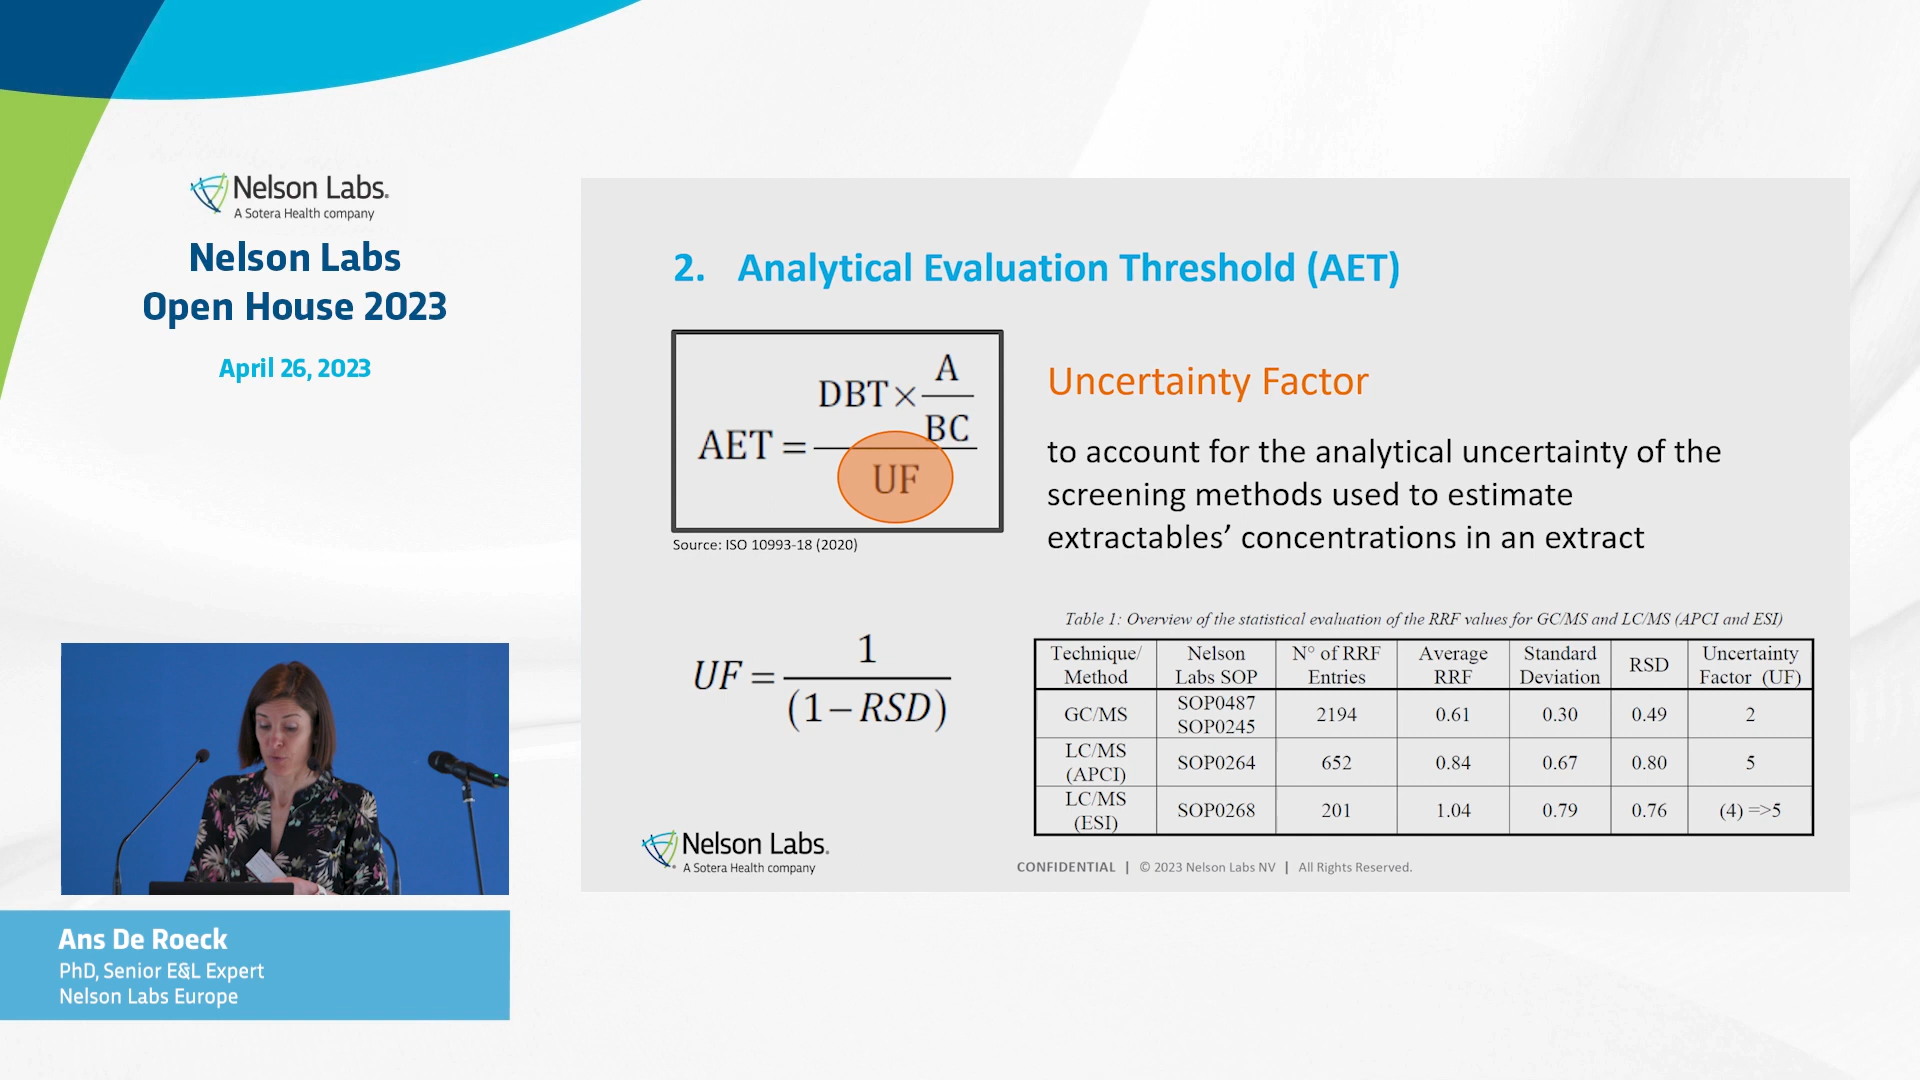 Nelson Labs.
A Sotera Health company
Nelson Labs
Open House 2023
April 26, 2023
2. Analytical Evaluation Threshold (AET)
AET = DBT × A/BC / UF
Source: ISO 10993-18 (2020)
Uncertainty Factor
to account for the analytical uncertainty of the
screening methods used to estimate
extractables’ concentrations in an extract
UF = 1 / (1 – RSD)
Table 1: Overview of the statistical evaluation of the RRF values for GC/MS and LC/MS (APCI and ESI)
Technique/ Method | Nelson Labs SOP | N° of RRF Entries | Average RRF | Standard Deviation | RSD | Uncertainty Factor (UF)
GC/MS | SOP0487 SOP0245 | 2194 | 0.61 | 0.30 | 0.49 | 2
LC/MS (APCI) | SOP0264 | 652 | 0.84 | 0.67 | 0.80 | 5
LC/MS (ESI) | SOP0268 | 201 | 1.04 | 0.79 | 0.76 | (4) =>5
Nelson Labs.
A Sotera Health company
CONFIDENTIAL | © 2023 Nelson Labs NV | All Rights Reserved.
Ans De Roeck
PhD, Senior E&L Expert
Nelson Labs Europe